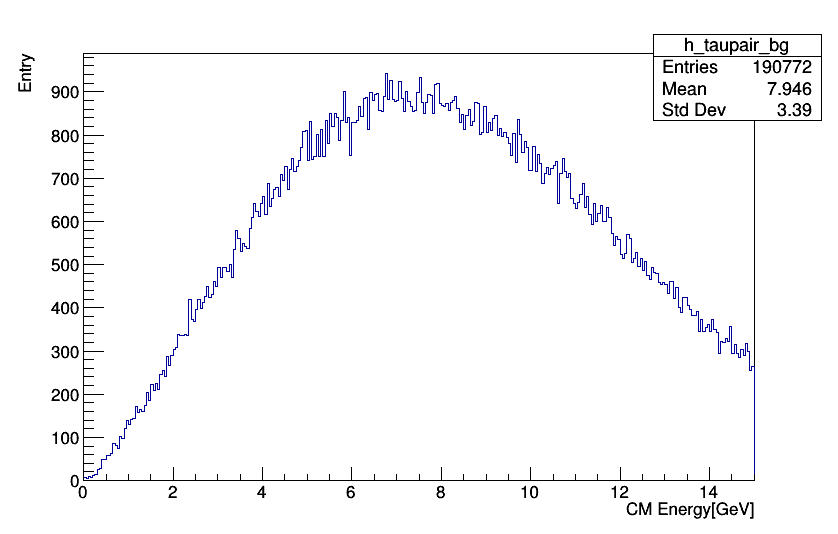 h_taupair_bg
Entries 190772
Mean 7.946
Std Dev 3.39
Entry
900
800
700
600
500
400
300
200
100
0
0 2 4 6 8 10 12 14
CM Energy[GeV]